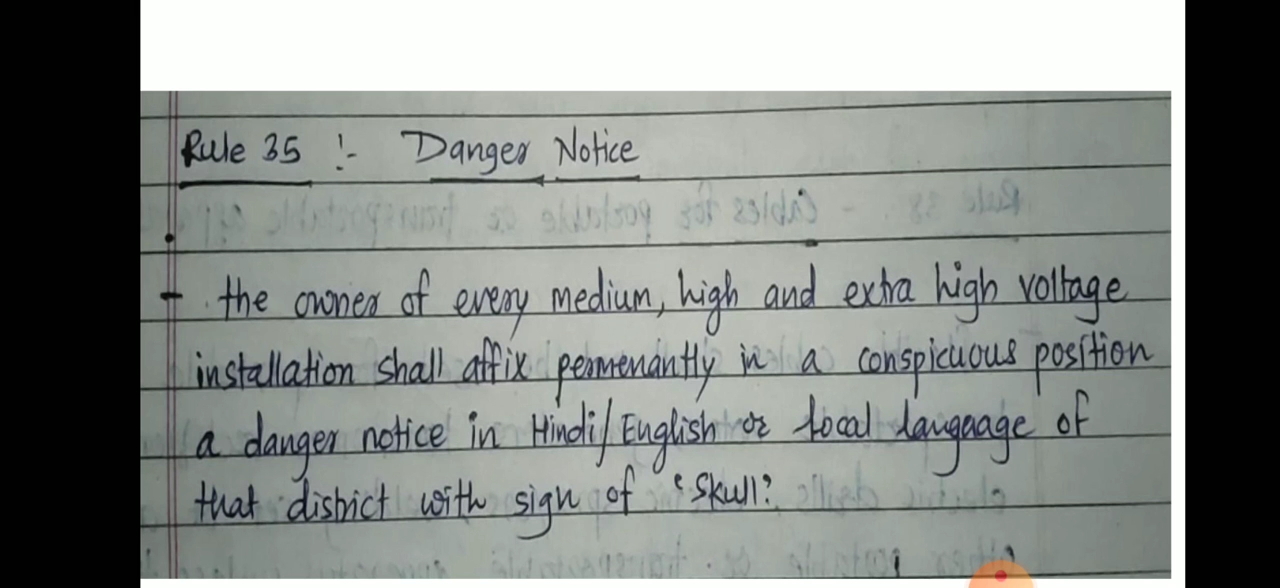 Rule 35 :- Danger Notice
- the owner of every medium, high and extra high voltage
installation shall affix permenantly in a conspicuous position
a danger notice in Hindi/English or local langaage of
that district with sign of 'Skull'